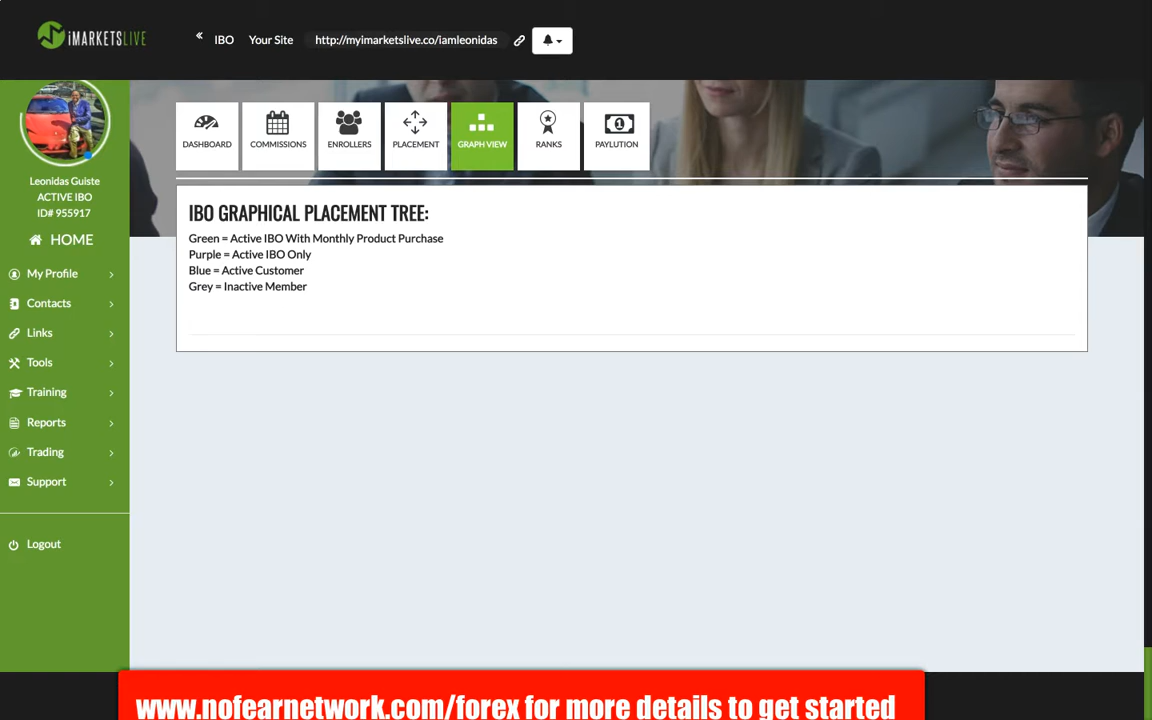 iMARKETSLIVE
« IBO Your Site http://myimarketslive.co/iamleonidas
DASHBOARD COMMISSIONS ENROLLERS PLACEMENT GRAPH VIEW RANKS PAYLUTION
Leonidas Guiste
ACTIVE IBO
ID# 955917
HOME
My Profile
Contacts
Links
Tools
Training
Reports
Trading
Support
Logout
IBO GRAPHICAL PLACEMENT TREE:
Green = Active IBO With Monthly Product Purchase
Purple = Active IBO Only
Blue = Active Customer
Grey = Inactive Member
www.nofearnetwork.com/forex for more details to get started